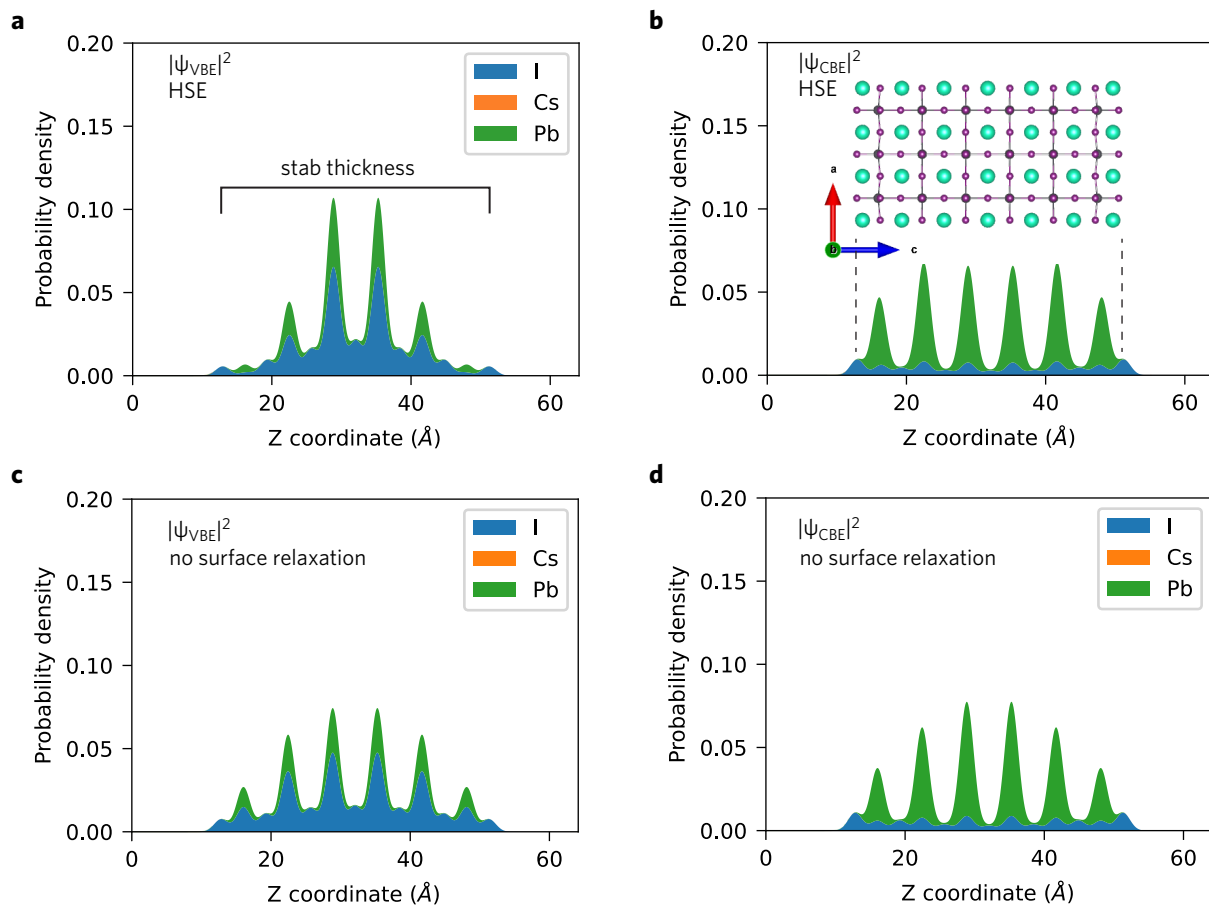 a
0.20
0.15
0.10
0.05
0.00
Probability density
|ψVBE|²
HSE
I
Cs
Pb
stab thickness
0 20 40 60
Z coordinate (Å)
b
0.20
0.15
0.10
0.05
0.00
Probability density
|ψCBE|²
HSE
a
b
c
0 20 40 60
Z coordinate (Å)
c
0.20
0.15
0.10
0.05
0.00
Probability density
|ψVBE|²
no surface relaxation
I
Cs
Pb
0 20 40 60
Z coordinate (Å)
d
0.20
0.15
0.10
0.05
0.00
Probability density
|ψCBE|²
no surface relaxation
I
Cs
Pb
0 20 40 60
Z coordinate (Å)